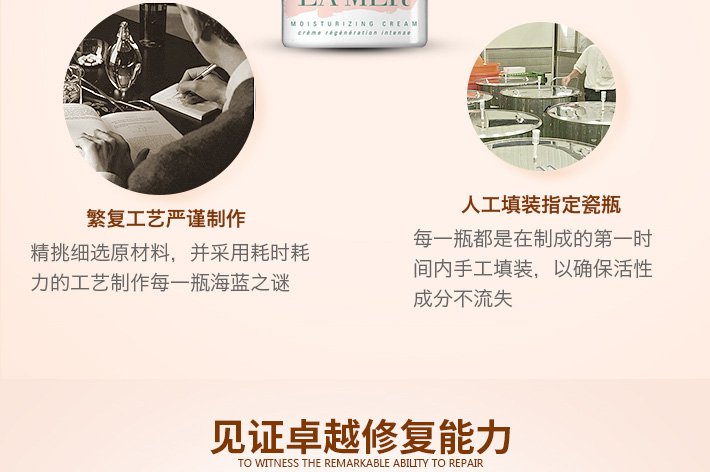 LA MER
MOISTURIZING CREAM
crème régénération intense
繁复工艺严谨制作
精挑细选原材料，并采用耗时耗
力的工艺制作每一瓶海蓝之谜
人工填装指定瓷瓶
每一瓶都是在制成的第一时
间内手工填装，以确保活性
成分不流失
见证卓越修复能力
TO WITNESS THE REMARKABLE ABILITY TO REPAIR